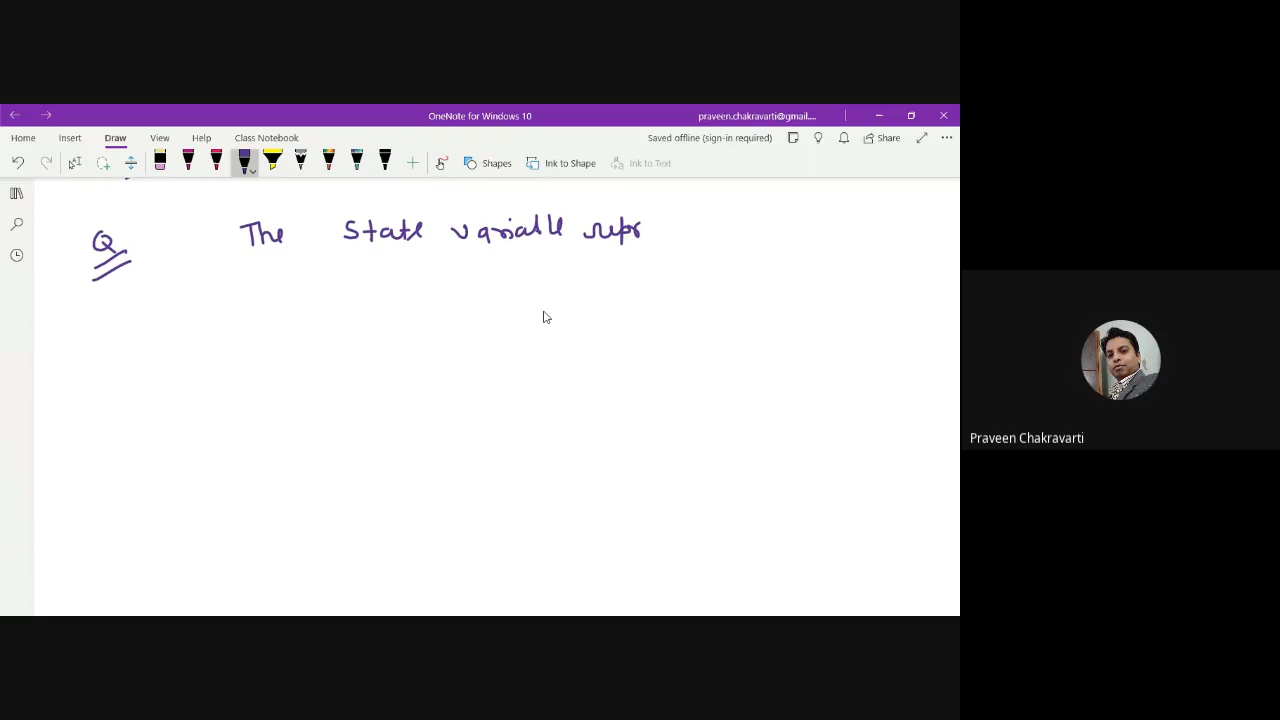 OneNote for Windows 10
praveen.chakravarti@gmail....
Home Insert Draw View Help Class Notebook
Saved offline (sign-in required)
Share
Shapes Ink to Shape Ink to Text
Q The State variable repr
Praveen Chakravarti